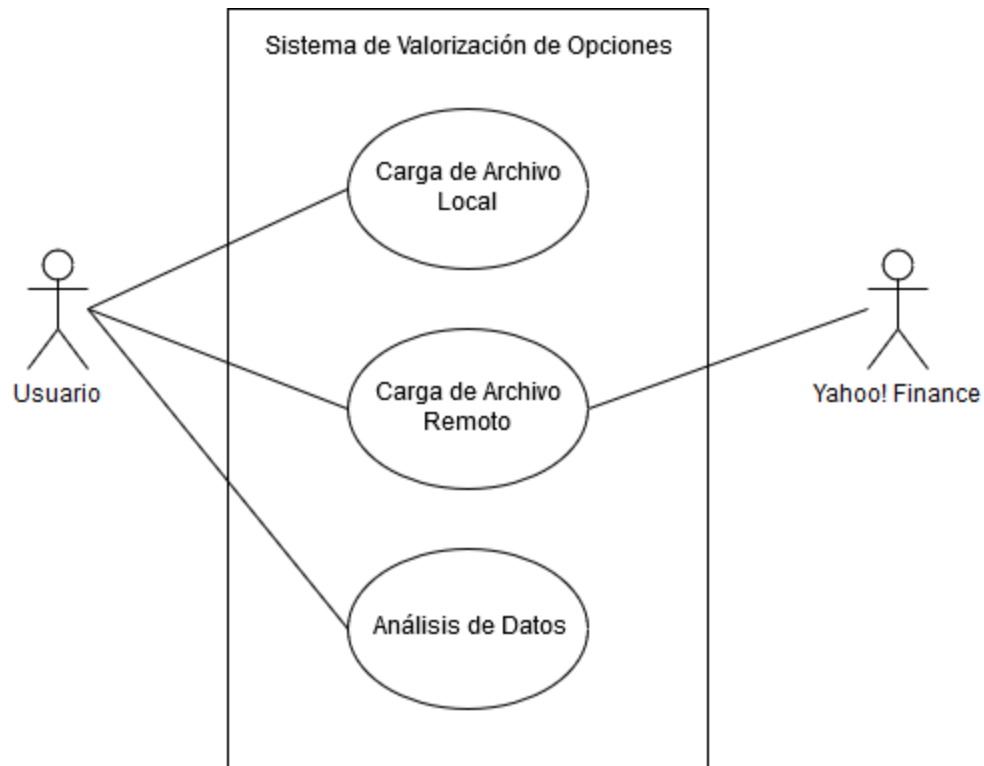 Sistema de Valorización de Opciones
Carga de Archivo
Local
Carga de Archivo
Remoto
Usuario
Yahoo! Finance
Análisis de Datos